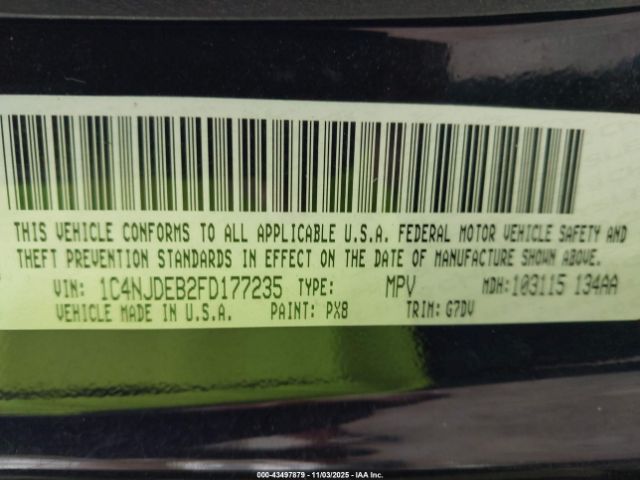 THIS VEHICLE CONFORMS TO ALL APPLICABLE U.S.A. FEDERAL MOTOR VEHICLE SAFETY AND
THEFT PREVENTION STANDARDS IN EFFECT ON THE DATE OF MANUFACTURE SHOWN ABOVE.
VIN: 1C4NJDEB2FD177235 TYPE: MPV MDH: 103115 134AA
VEHICLE MADE IN U.S.A. PAINT: PX8 TRIM: G7DV
000-43497879 - 11/03/2025 - IAA Inc.